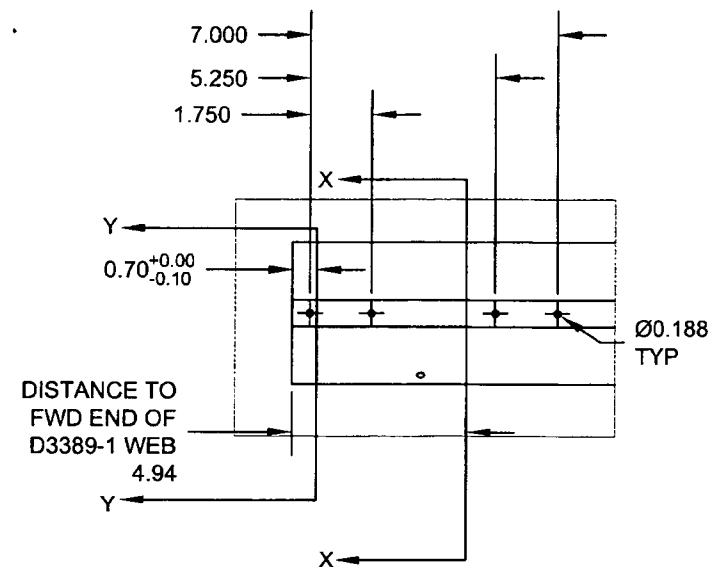 7.000
5.250
1.750
X
Y
0.70+0.00
-0.10
Ø0.188
TYP
DISTANCE TO
FWD END OF
D3389-1 WEB
4.94
Y
X